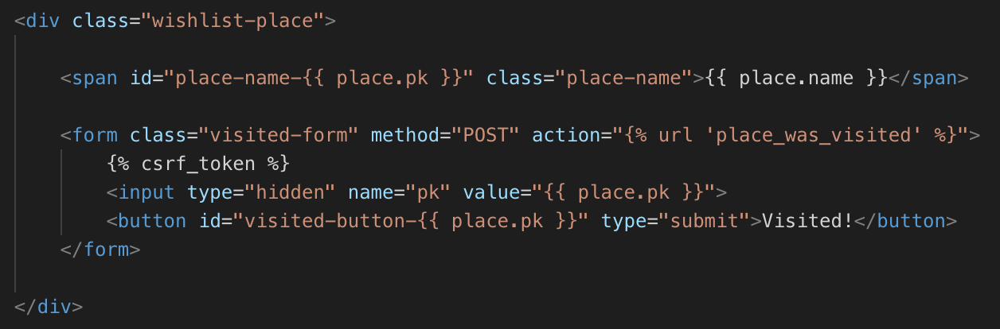 <div class="wishlist-place">
<span id="place-name-{{ place.pk }}" class="place-name">{{ place.name }}</span>
<form class="visited-form" method="POST" action="{% url 'place_was_visited' %}">
{% csrf_token %}
<input type="hidden" name="pk" value="{{ place.pk }}">
<button id="visited-button-{{ place.pk }}" type="submit">Visited!</button>
</form>
</div>